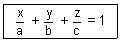 x/a + y/b + z/c = 1